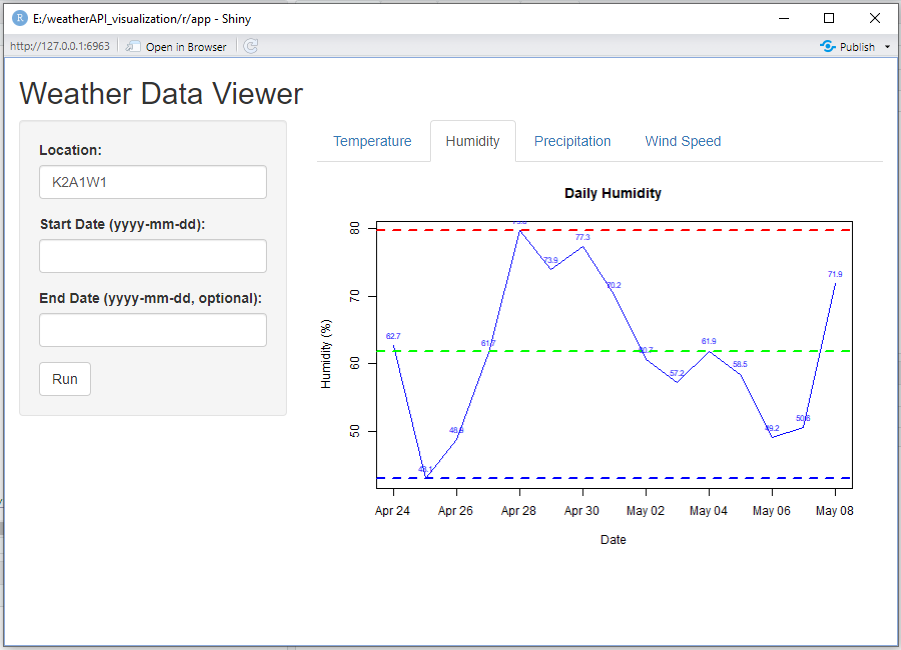 E:/weatherAPI_visualization/r/app - Shiny
http://127.0.0.1:6963 Open in Browser Publish
Weather Data Viewer
Location:
K2A1W1
Start Date (yyyy-mm-dd):
End Date (yyyy-mm-dd, optional):
Run
Temperature Humidity Precipitation Wind Speed
Daily Humidity
Humidity (%)
80
70
60
50
62.7
43.1
48.9
61.7
73.9
77.3
70.2
60.7
57.2
61.9
58.5
49.2
50.6
71.9
Apr 24 Apr 26 Apr 28 Apr 30 May 02 May 04 May 06 May 08
Date